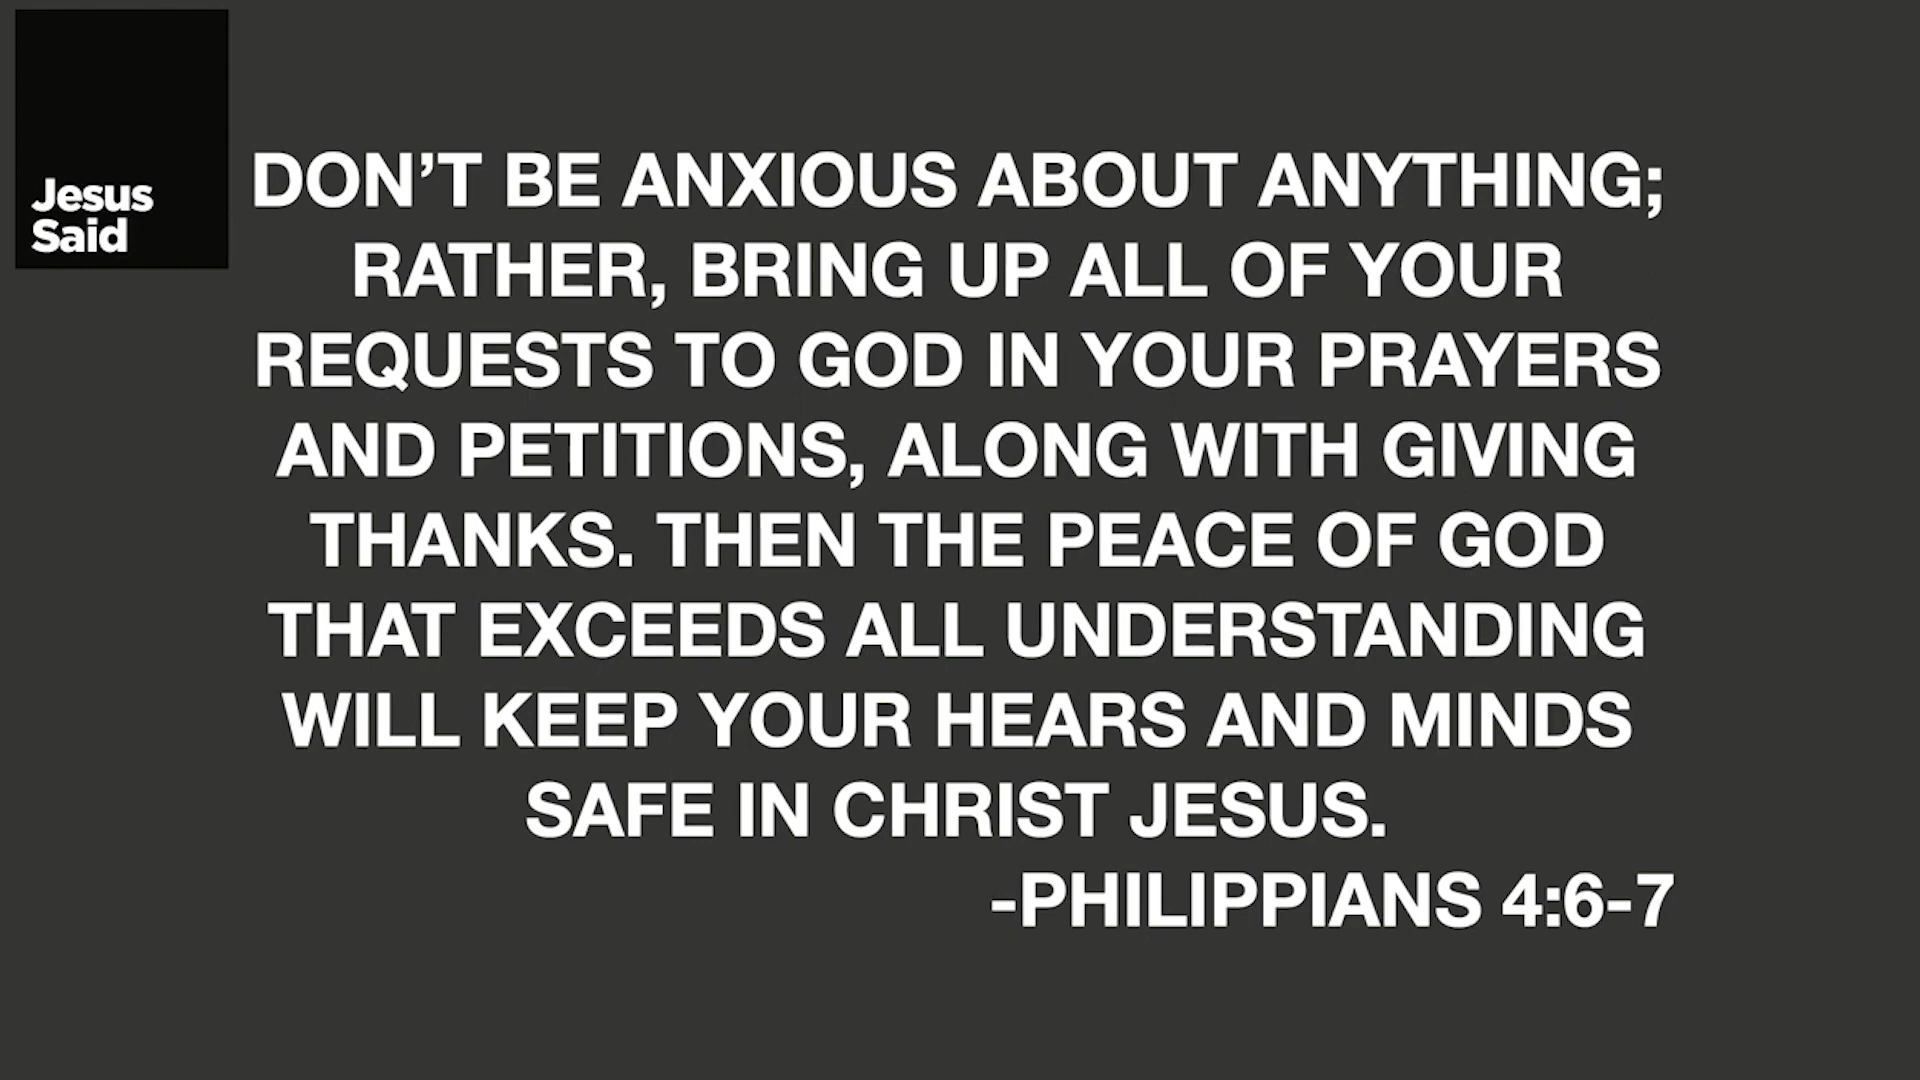 Jesus
Said
DON’T BE ANXIOUS ABOUT ANYTHING;
RATHER, BRING UP ALL OF YOUR
REQUESTS TO GOD IN YOUR PRAYERS
AND PETITIONS, ALONG WITH GIVING
THANKS. THEN THE PEACE OF GOD
THAT EXCEEDS ALL UNDERSTANDING
WILL KEEP YOUR HEARS AND MINDS
SAFE IN CHRIST JESUS.
-PHILIPPIANS 4:6-7